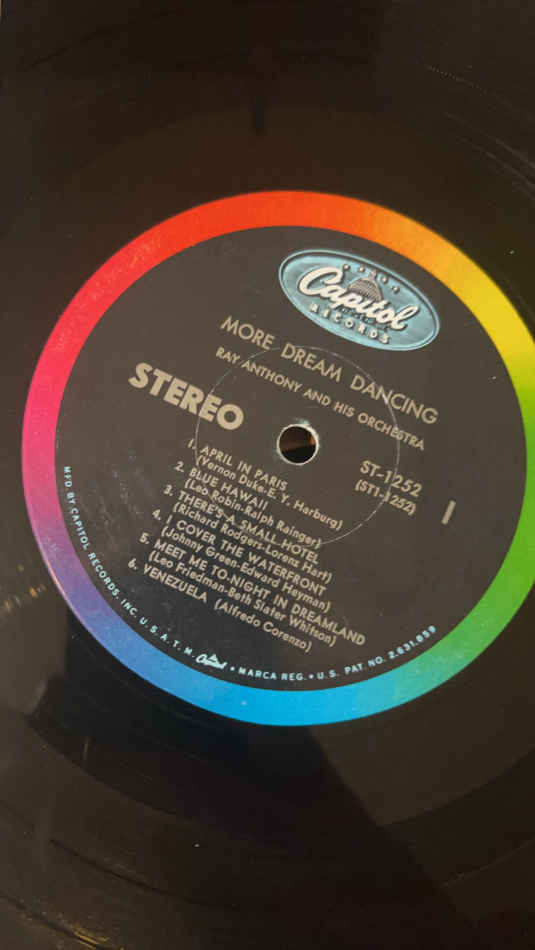 Capitol
RECORDS
MORE DREAM DANCING
RAY ANTHONY AND HIS ORCHESTRA
STEREO
ST-1252
(ST1-1252)
1
1. APRIL IN PARIS
(Vernon Duke-E. Y. Harburg)
2. BLUE HAWAII
(Leo Robin-Ralph Rainger)
3. THERE'S A SMALL HOTEL
(Richard Rodgers-Lorenz Hart)
4. I COVER THE WATERFRONT
(Johnny Green-Edward Heyman)
5. MEET ME TO-NIGHT IN DREAMLAND
(Leo Friedman-Beth Slater Whitson)
6. VENEZUELA (Alfredo Corenzo)
MFD. BY CAPITOL RECORDS, INC. U.S.A. T.M. Capitol • MARCA REG. • U.S. PAT. NO. 2,631,859